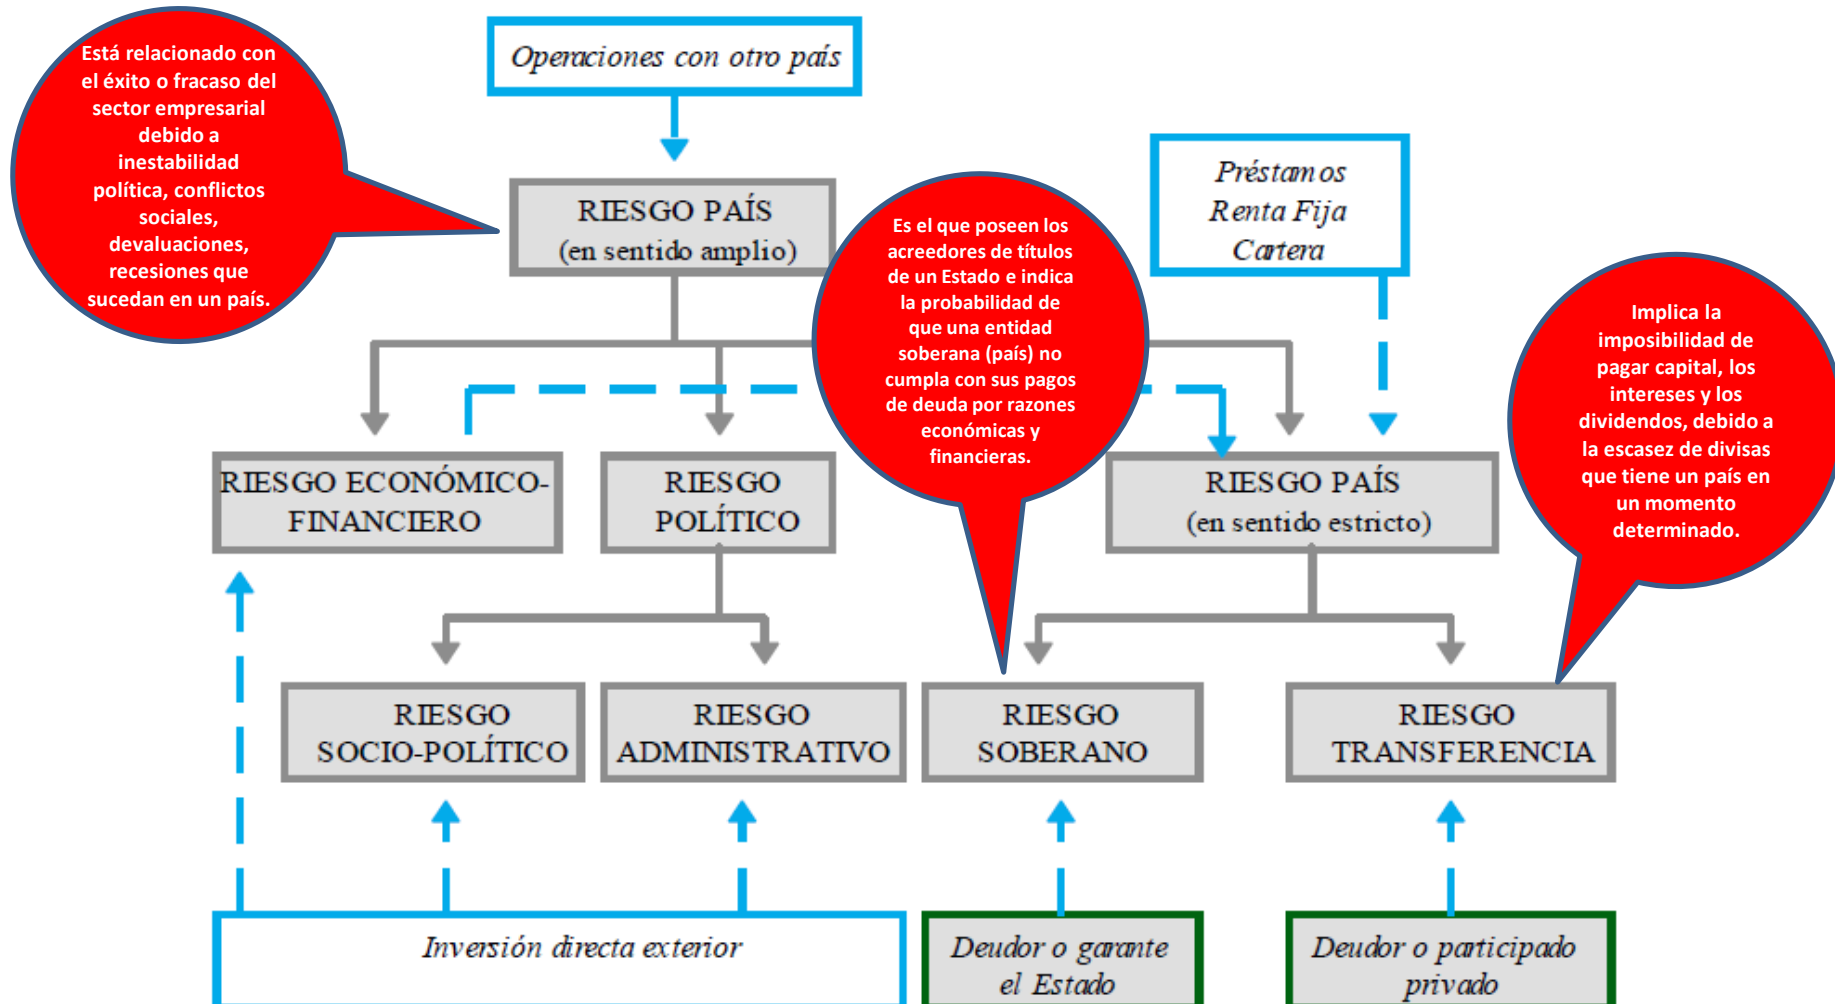 Está relacionado con
el éxito o fracaso del
sector empresarial
debido a
inestabilidad
política, conflictos
sociales,
devaluaciones,
recesiones que
sucedan en un país.
Operaciones con otro país
RIESGO PAÍS
(en sentido amplio)
Préstamos
Renta Fija
Cartera
Es el que poseen los
acreedores de títulos
de un Estado e indica
la probabilidad de
que una entidad
soberana (país) no
cumpla con sus pagos
de deuda por razones
económicas y
financieras.
Implica la
imposibilidad de
pagar capital, los
intereses y los
dividendos, debido a
la escasez de divisas
que tiene un país en
un momento
determinado.
RIESGO ECONÓMICO-
FINANCIERO
RIESGO
POLÍTICO
RIESGO PAÍS
(en sentido estricto)
RIESGO
SOCIO-POLÍTICO
RIESGO
ADMINISTRATIVO
RIESGO
SOBERANO
RIESGO
TRANSFERENCIA
Inversión directa exterior
Deudor o garante
el Estado
Deudor o participado
privado